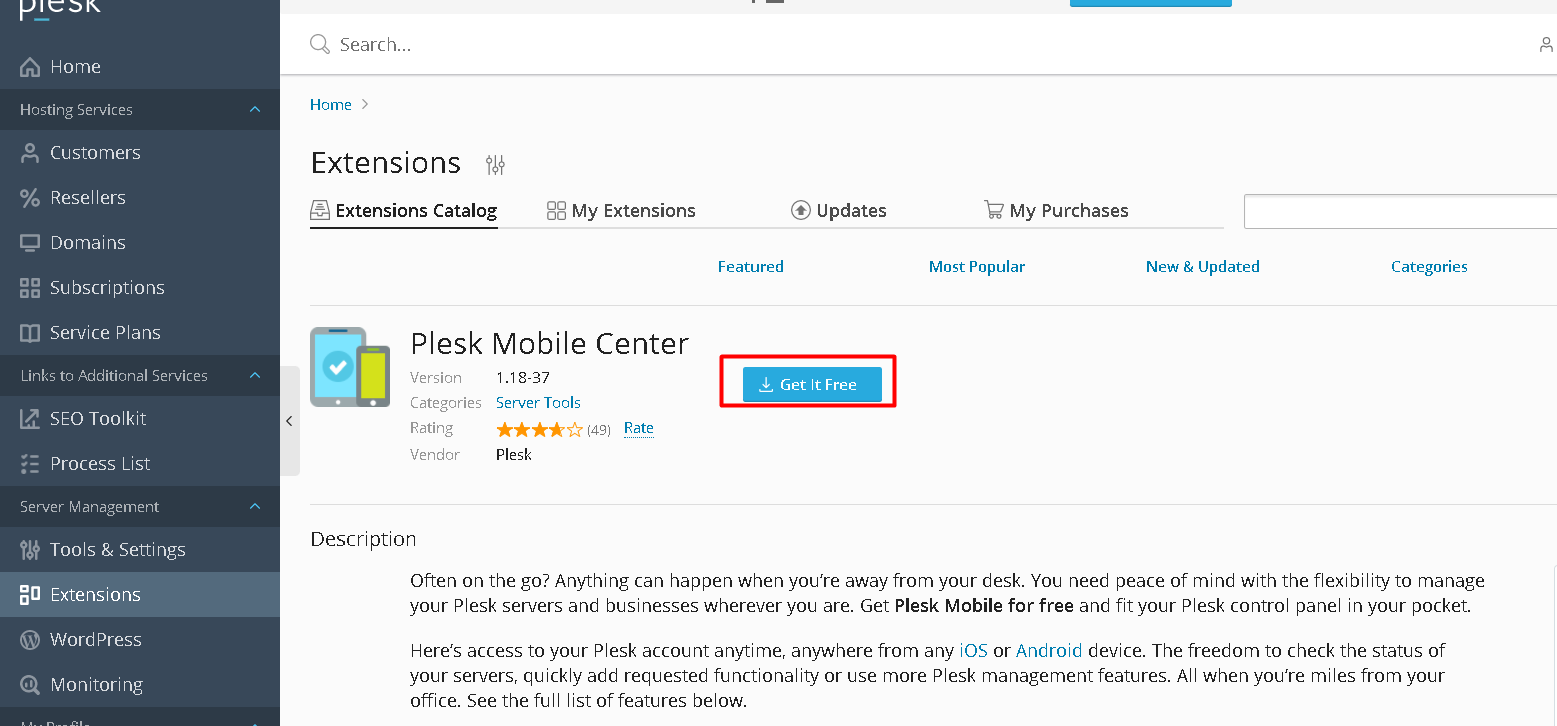 plesk
Home
Hosting Services
Customers
Resellers
Domains
Subscriptions
Service Plans
Links to Additional Services
SEO Toolkit
Process List
Server Management
Tools & Settings
Extensions
WordPress
Monitoring
My Profile
Search...
Home
Extensions
Extensions Catalog My Extensions Updates My Purchases
Featured Most Popular New & Updated Categories
Plesk Mobile Center
Version 1.18-37
Get It Free
Categories Server Tools
Rating (49) Rate
Vendor Plesk
Description
Often on the go? Anything can happen when you’re away from your desk. You need peace of mind with the flexibility to manage
your Plesk servers and businesses wherever you are. Get Plesk Mobile for free and fit your Plesk control panel in your pocket.
Here’s access to your Plesk account anytime, anywhere from any iOS or Android device. The freedom to check the status of
your servers, quickly add requested functionality or use more Plesk management features. All when you’re miles from your
office. See the full list of features below.